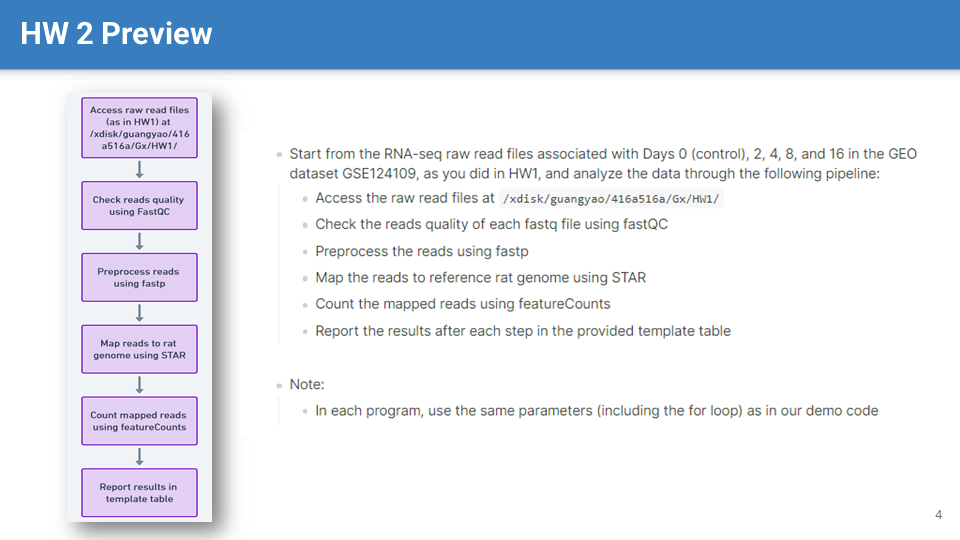 HW 2 Preview
Access raw read files
(as in HW1) at
/xdisk/guangyao/416
a516a/Gx/HW1/
Check reads quality
using FastQC
Preprocess reads
using fastp
Map reads to rat
genome using STAR
Count mapped reads
using featureCounts
Report results in
template table
Start from the RNA-seq raw read files associated with Days 0 (control), 2, 4, 8, and 16 in the GEO
dataset GSE124109, as you did in HW1, and analyze the data through the following pipeline:
Access the raw read files at /xdisk/guangyao/416a516a/Gx/HW1/
Check the reads quality of each fastq file using fastQC
Preprocess the reads using fastp
Map the reads to reference rat genome using STAR
Count the mapped reads using featureCounts
Report the results after each step in the provided template table
Note:
In each program, use the same parameters (including the for loop) as in our demo code
4